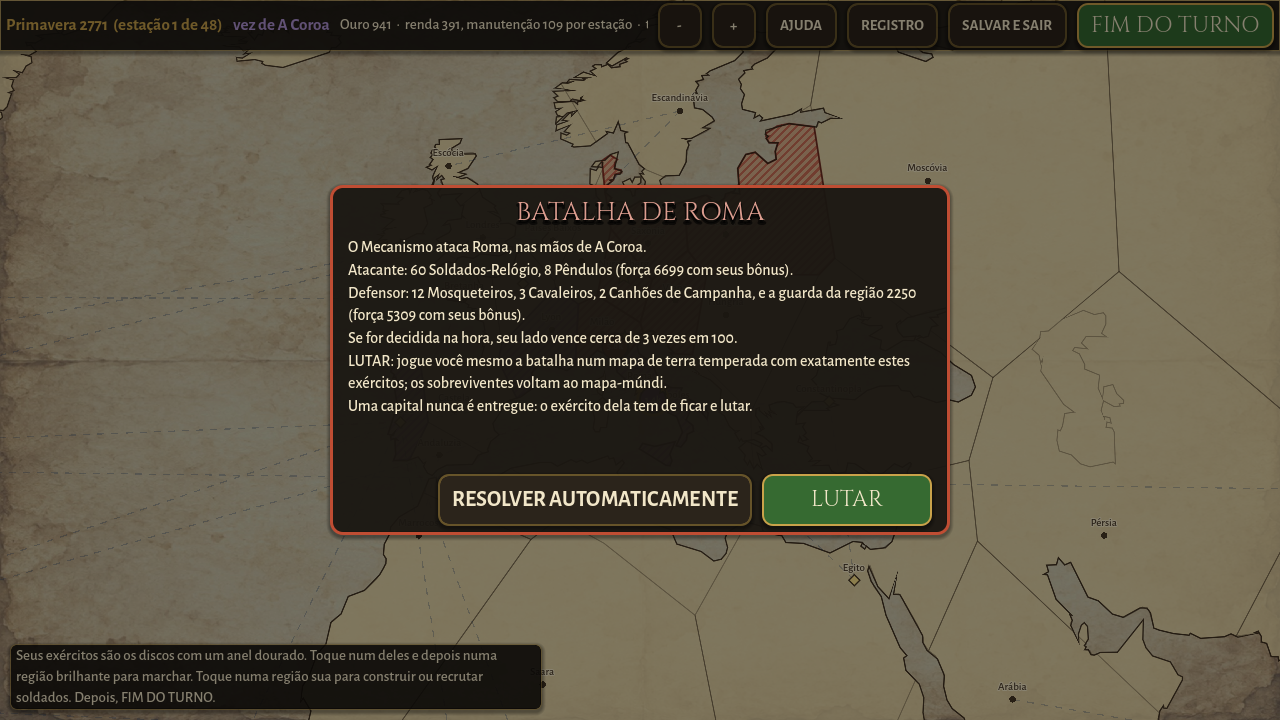 Primavera 2771 (estação 1 de 48) vez de A Coroa Ouro 941 · renda 391, manutenção 109 por estação ·
-
+
AJUDA
REGISTRO
SALVAR E SAIR
FIM DO TURNO
Escandinávia
Escócia
Moscóvia
BATALHA DE ROMA
O Mecanismo ataca Roma, nas mãos de A Coroa.
Atacante: 60 Soldados-Relógio, 8 Pêndulos (força 6699 com seus bônus).
Defensor: 12 Mosqueteiros, 3 Cavaleiros, 2 Canhões de Campanha, e a guarda da região 2250
(força 5309 com seus bônus).
Se for decidida na hora, seu lado vence cerca de 3 vezes em 100.
LUTAR: jogue você mesmo a batalha num mapa de terra temperada com exatamente estes
exércitos; os sobreviventes voltam ao mapa-múndi.
Uma capital nunca é entregue: o exército dela tem de ficar e lutar.
RESOLVER AUTOMATICAMENTE
LUTAR
Pérsia
Egito
Arábia
Seus exércitos são os discos com um anel dourado. Toque num deles e depois numa
região brilhante para marchar. Toque numa região sua para construir ou recrutar
soldados. Depois, FIM DO TURNO.